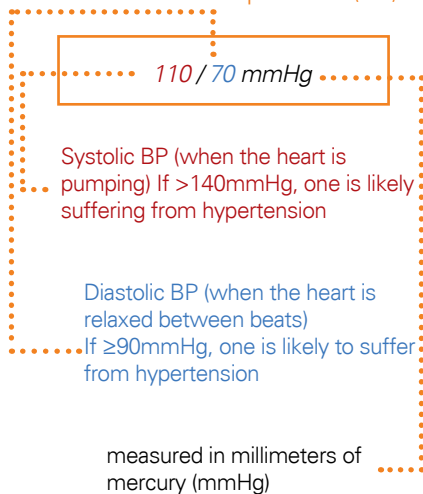 110 / 70 mmHg
Systolic BP (when the heart is
pumping) If >140mmHg, one is likely
suffering from hypertension
Diastolic BP (when the heart is
relaxed between beats)
If ≥90mmHg, one is likely to suffer
from hypertension
measured in millimeters of
mercury (mmHg)